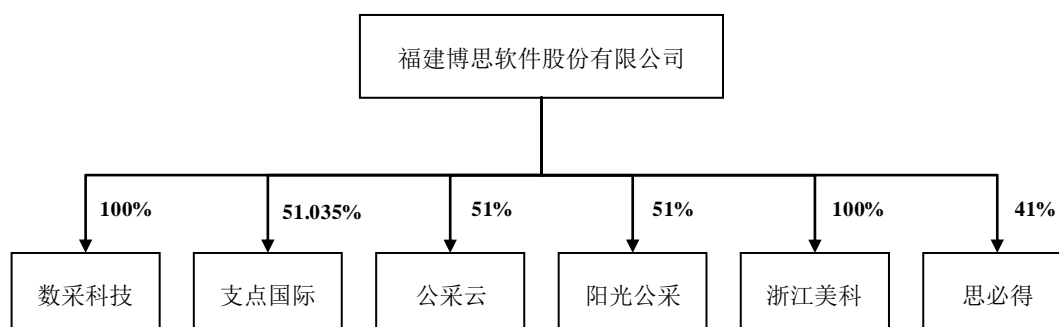 福建博思软件股份有限公司
100% 51.035% 51% 51% 100% 41%
数采科技 支点国际 公采云 阳光公采 浙江美科 思必得